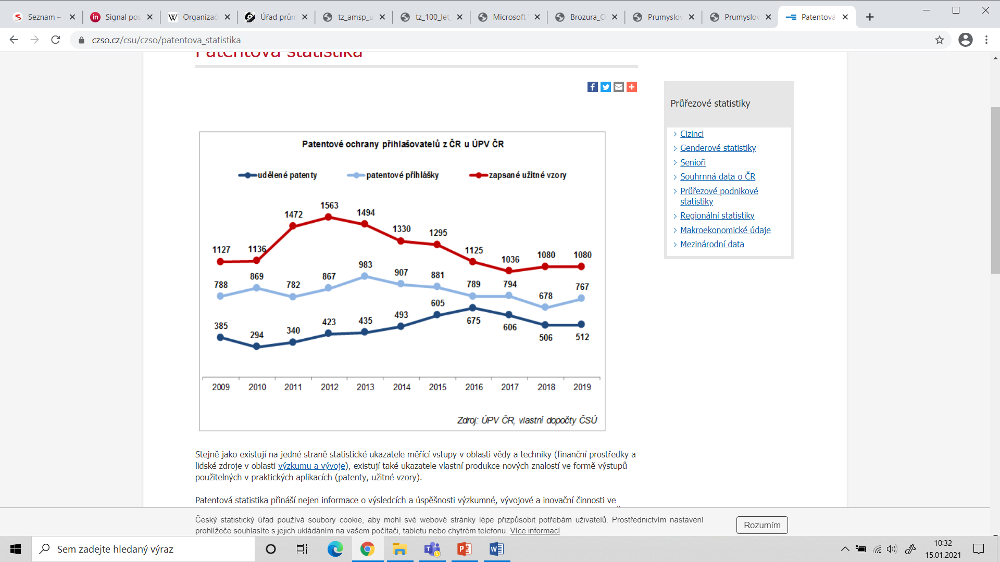 Seznam –
Signal pos
W Organizač
Úřad prům
tz_amsp_u
tz_100_let_
Microsoft
Brozura_O
Prumyslov
Prumyslov
Patentová
czso.cz/csu/czso/patentova_statistika
Patentová statistika
Průřezové statistiky
Cizinci
Genderové statistiky
Senioři
Souhrnná data o ČR
Průřezové podnikové
statistiky
Regionální statistiky
Makroekonomické údaje
Mezinárodní data
Patentové ochrany přihlašovatelů z ČR u ÚPV ČR
udělené patenty patentové přihlášky zapsané užitné vzory
1127 1136 1472 1563 1494 1330 1295 1125 1036 1080 1080
788 869 782 867 983 907 881 789 794 678 767
385 294 340 423 435 493 605 675 606 506 512
2009 2010 2011 2012 2013 2014 2015 2016 2017 2018 2019
Zdroj: ÚPV ČR, vlastní dopočty ČSÚ
Stejně jako existují na jedné straně statistické ukazatele měřící vstupy v oblasti vědy a techniky (finanční prostředky a
lidské zdroje v oblasti výzkumu a vývoje), existují také ukazatele vlastní produkce nových znalostí ve formě výstupů
použitelných v praktických aplikacích (patenty, užitné vzory).
Patentová statistika přináší nejen informace o výsledcích a úspěšnosti výzkumné, vývojové a inovační činnosti ve
Český statistický úřad používá soubory cookie, aby mohl své webové stránky lépe přizpůsobit potřebám uživatelů. Prostřednictvím nastavení
prohlížeče souhlasíte s jejich ukládáním na vašem počítači, tabletu nebo chytrém telefonu. Více informací
Rozumím
Sem zadejte hledaný výraz
10:32
15.01.2021